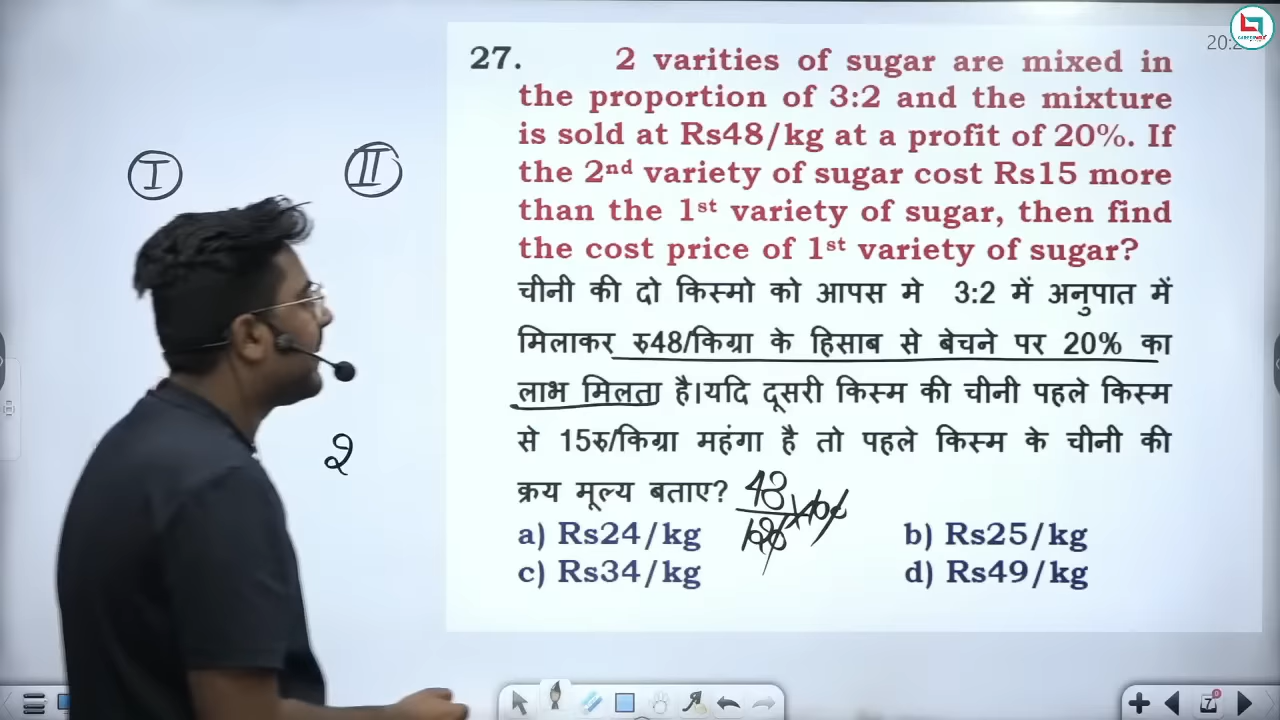 27. 2 varities of sugar are mixed in
the proportion of 3:2 and the mixture
is sold at Rs48/kg at a profit of 20%. If
the 2nd variety of sugar cost Rs15 more
than the 1st variety of sugar, then find
the cost price of 1st variety of sugar?
चीनी की दो किस्मो को आपस मे 3:2 में अनुपात में
मिलाकर रु48/किग्रा के हिसाब से बेचने पर 20% का
लाभ मिलता है।यदि दूसरी किस्म की चीनी पहले किस्म
से 15रु/किग्रा महंगा है तो पहले किस्म के चीनी की
क्रय मूल्य बताए?
a) Rs24/kg b) Rs25/kg
c) Rs34/kg d) Rs49/kg
I II
2
48